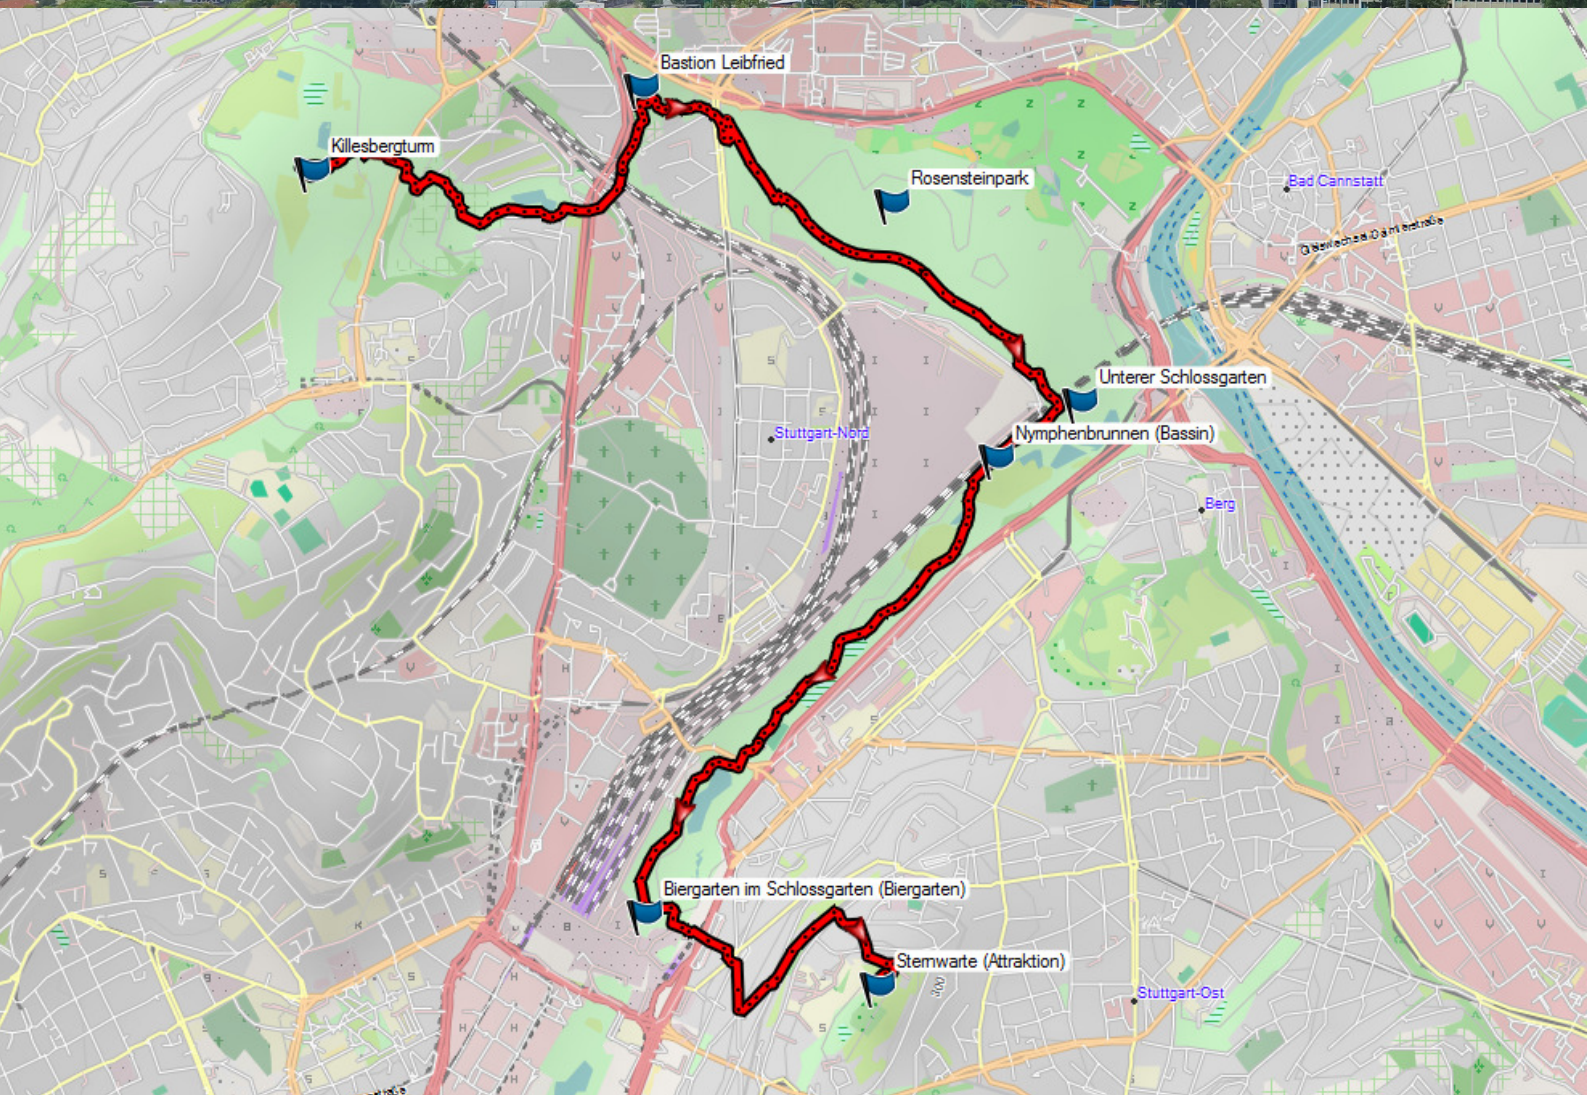 Bastion Leibfried
Killesbergturm
Rosensteinpark
Bad Cannstatt
Unterer Schlossgarten
Stuttgart-Nord
Nymphenbrunnen (Bassin)
Berg
Biergarten im Schlossgarten (Biergarten)
Sternwarte (Attraktion)
300
Stuttgart-Ost